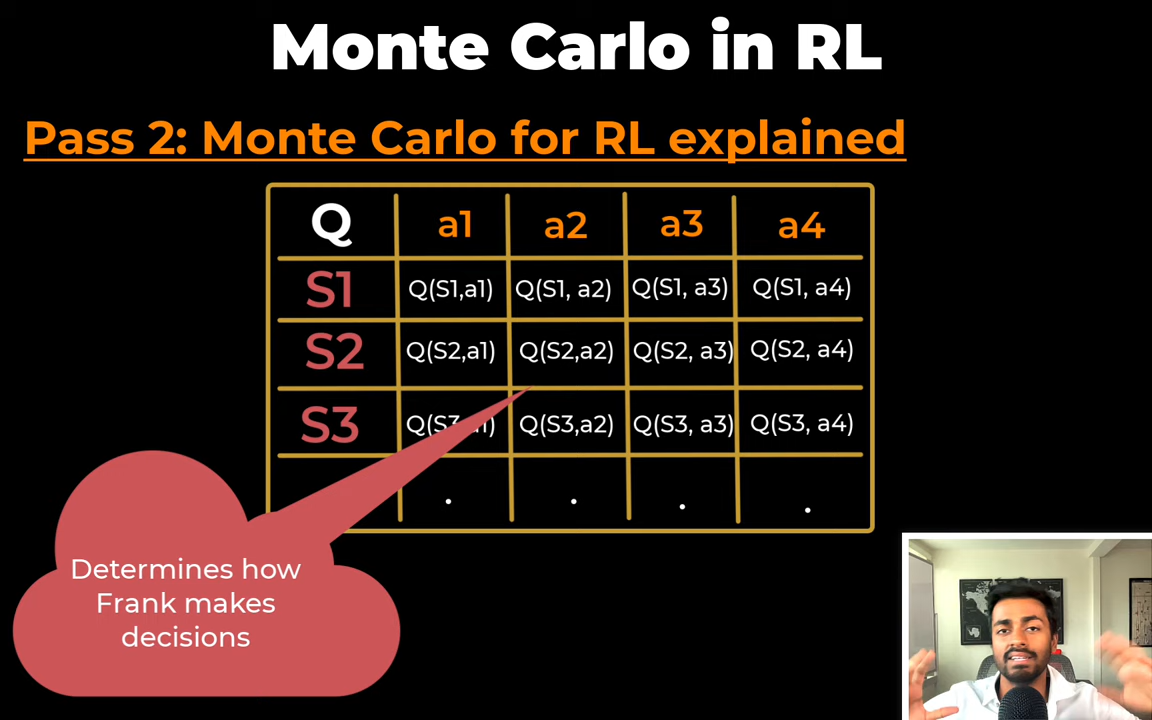 Monte Carlo in RL
Pass 2: Monte Carlo for RL explained
Q a1 a2 a3 a4
S1 Q(S1,a1) Q(S1, a2) Q(S1, a3) Q(S1, a4)
S2 Q(S2,a1) Q(S2,a2) Q(S2, a3) Q(S2, a4)
S3 Q(S3,a1) Q(S3,a2) Q(S3, a3) Q(S3, a4)
. . . .
Determines how
Frank makes
decisions